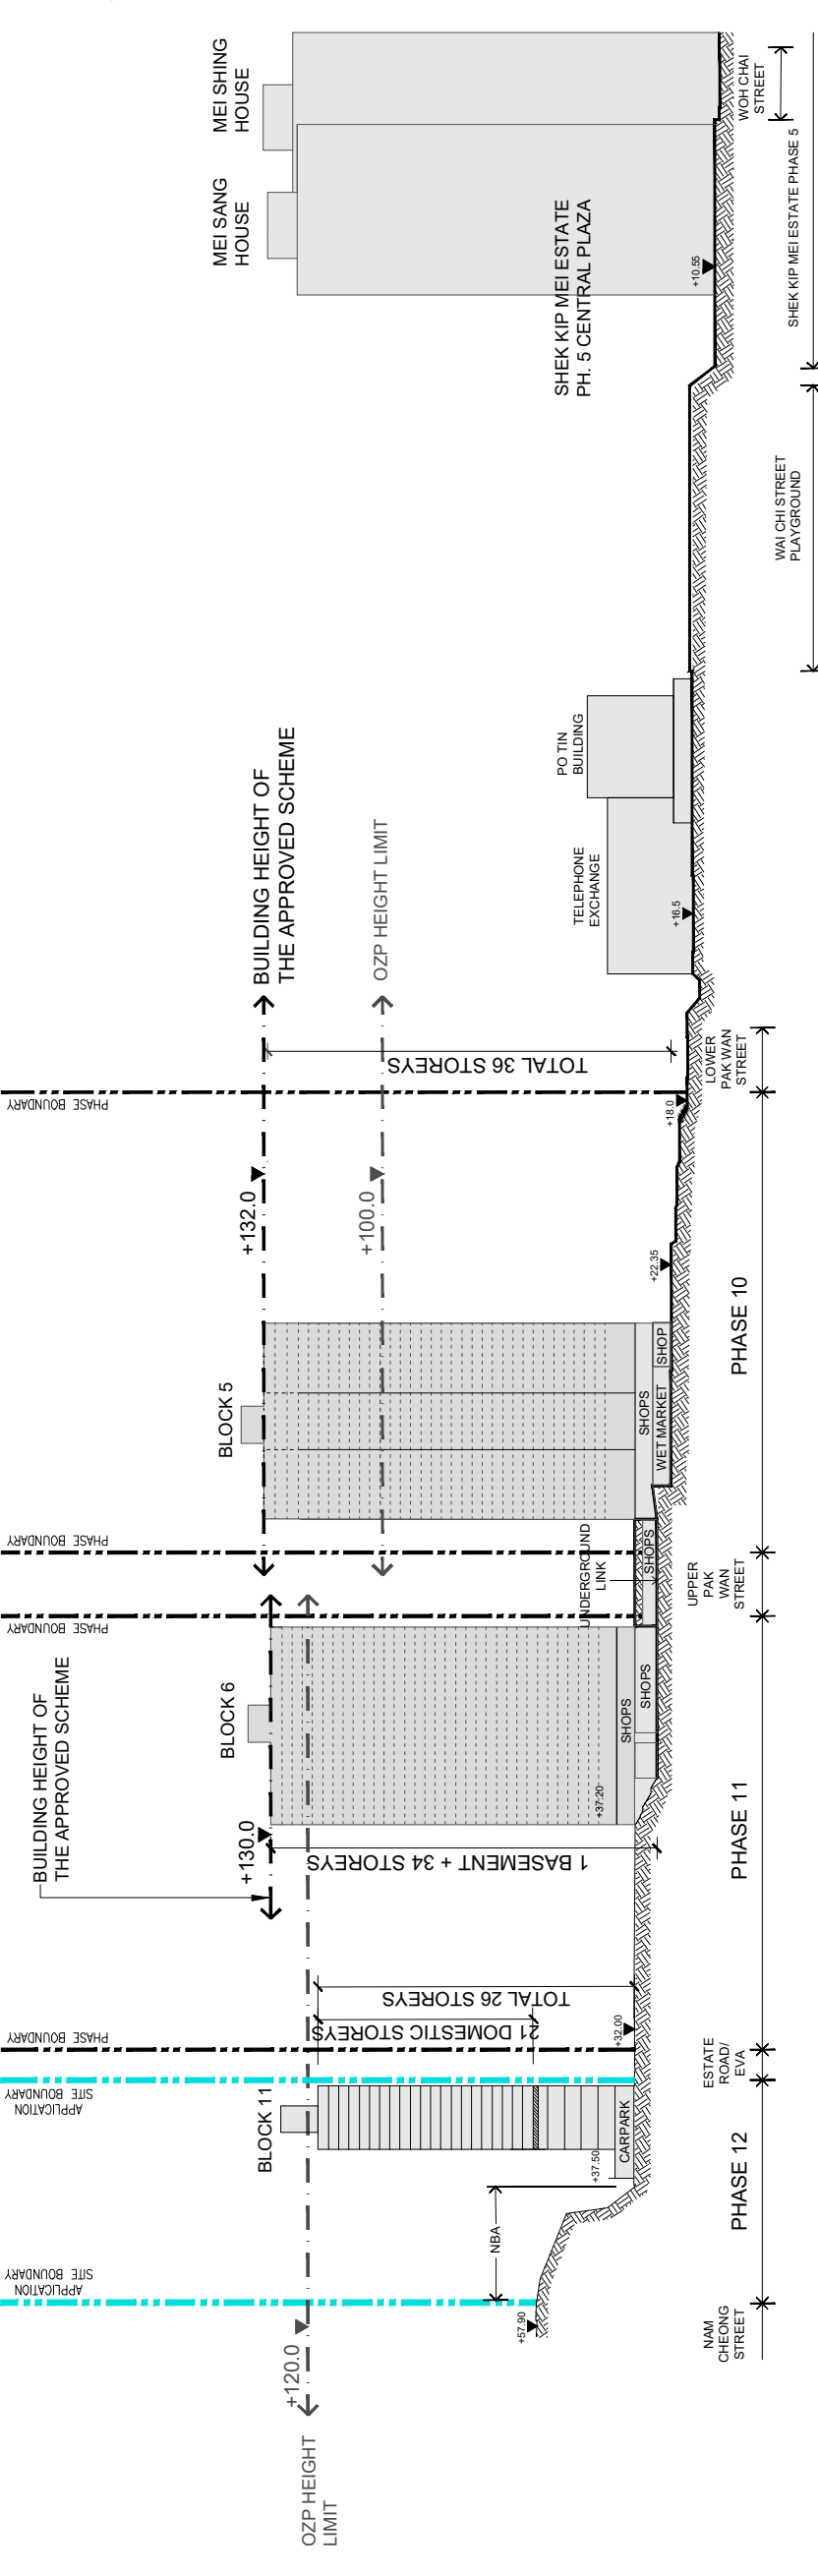 OZP HEIGHT
LIMIT
+120.0
+57.90
NAM
CHEONG
STREET
APPLICATION
SITE BOUNDARY
NBA
PHASE 12
BLOCK 11
+37.50
CARPARK
APPLICATION
SITE BOUNDARY
ESTATE
ROAD/
EVA
PHASE BOUNDARY
21 DOMESTIC STOREYS
TOTAL 26 STOREYS
+32.00
BUILDING HEIGHT OF
THE APPROVED SCHEME
+130.0
1 BASEMENT + 34 STOREYS
PHASE 11
BLOCK 6
+37.20
SHOPS
SHOPS
PHASE BOUNDARY
UNDERGROUND
LINK
SHOPS
UPPER
PAK
WAN
STREET
PHASE BOUNDARY
BLOCK 5
SHOPS
WET MARKET
SHOP
PHASE 10
+22.35
+132.0
+100.0
PHASE BOUNDARY
+18.0
TOTAL 36 STOREYS
LOWER
PAK WAN
STREET
BUILDING HEIGHT OF
THE APPROVED SCHEME
OZP HEIGHT LIMIT
+16.5
TELEPHONE
EXCHANGE
PO TIN
BUILDING
WAI CHI STREET
PLAYGROUND
SHEK KIP MEI ESTATE
PH. 5 CENTRAL PLAZA
+10.55
MEI SANG
HOUSE
MEI SHING
HOUSE
SHEK KIP MEI ESTATE PHASE 5
WOH CHAI
STREET